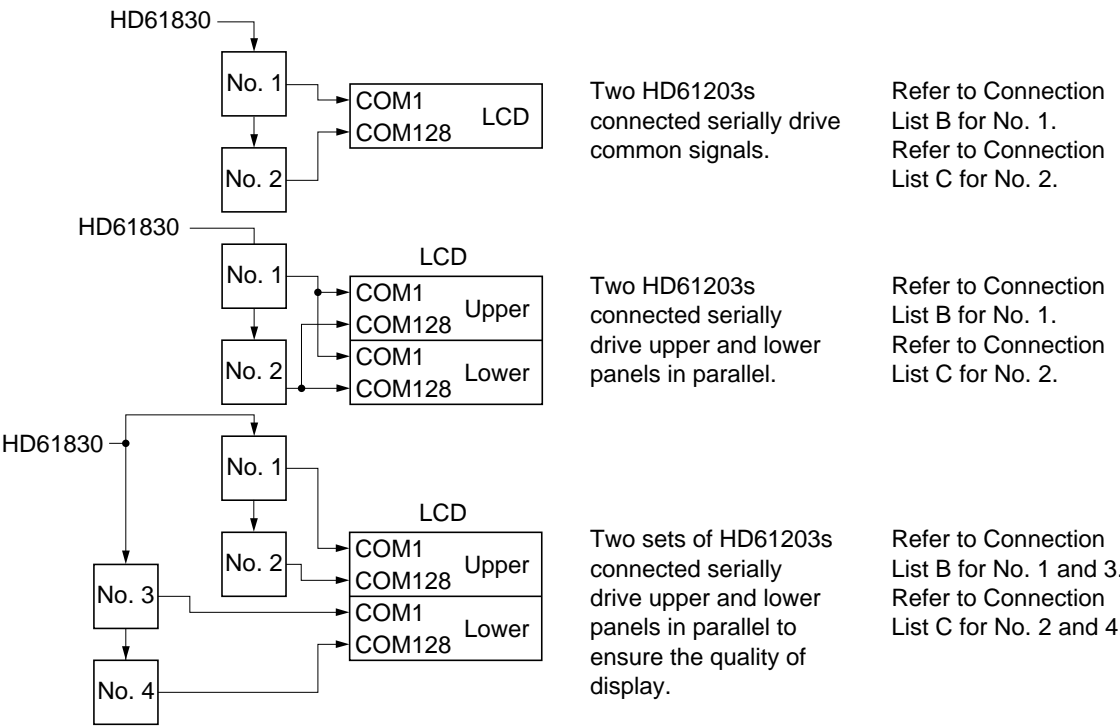 HD61830
No. 1
COM1
LCD
COM128
No. 2
Two HD61203s
connected serially drive
common signals.
Refer to Connection
List B for No. 1.
Refer to Connection
List C for No. 2.
HD61830
LCD
No. 1
COM1
Upper
COM128
COM1
Lower
COM128
No. 2
Two HD61203s
connected serially
drive upper and lower
panels in parallel.
Refer to Connection
List B for No. 1.
Refer to Connection
List C for No. 2.
HD61830
No. 1
LCD
No. 2
COM1
Upper
COM128
No. 3
COM1
Lower
COM128
No. 4
Two sets of HD61203s
connected serially
drive upper and lower
panels in parallel to
ensure the quality of
display.
Refer to Connection
List B for No. 1 and 3.
Refer to Connection
List C for No. 2 and 4